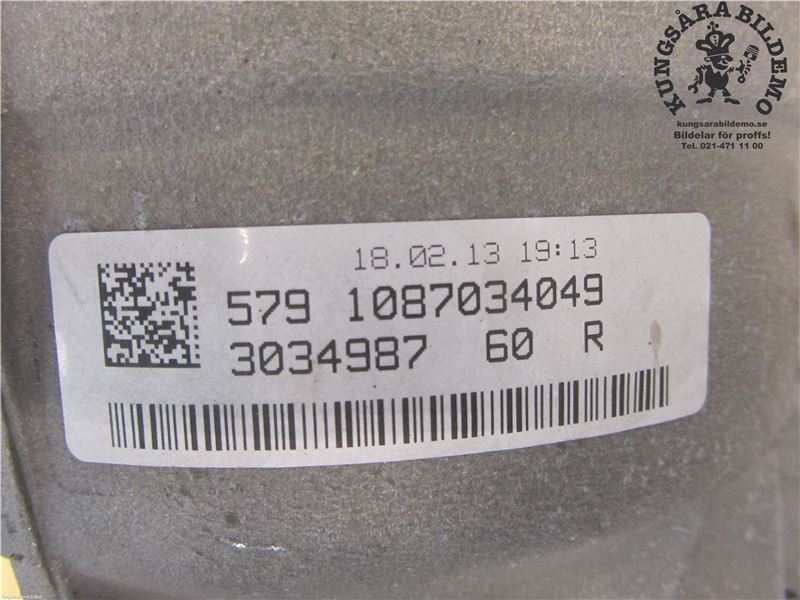 KUNGSÅRA BILDEMO
kungsarabildemo.se
Bildelar för proffs!
Tel. 021-471 11 00
18.02.13 19:13
579 1087034049
3034987 60 R